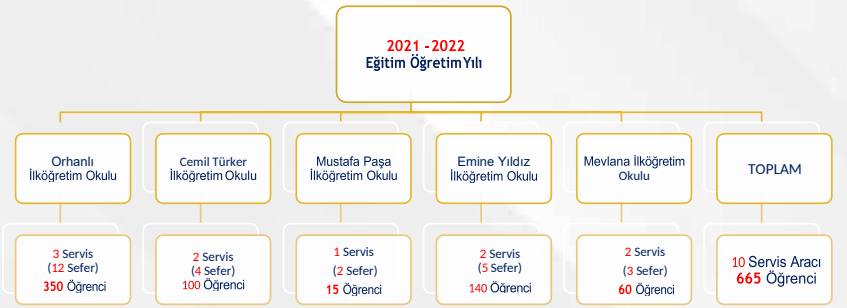 2021 - 2022
Eğitim Öğretim Yılı
Orhanlı
İlköğretim Okulu
3 Servis
(12 Sefer)
350 Öğrenci
Cemil Türker
İlköğretim Okulu
2 Servis
(4 Sefer)
100 Öğrenci
Mustafa Paşa
İlköğretim Okulu
1 Servis
(2 Sefer)
15 Öğrenci
Emine Yıldız
İlköğretim Okulu
2 Servis
(5 Sefer)
140 Öğrenci
Mevlana İlköğretim
Okulu
2 Servis
(3 Sefer)
60 Öğrenci
TOPLAM
10 Servis Aracı
665 Öğrenci